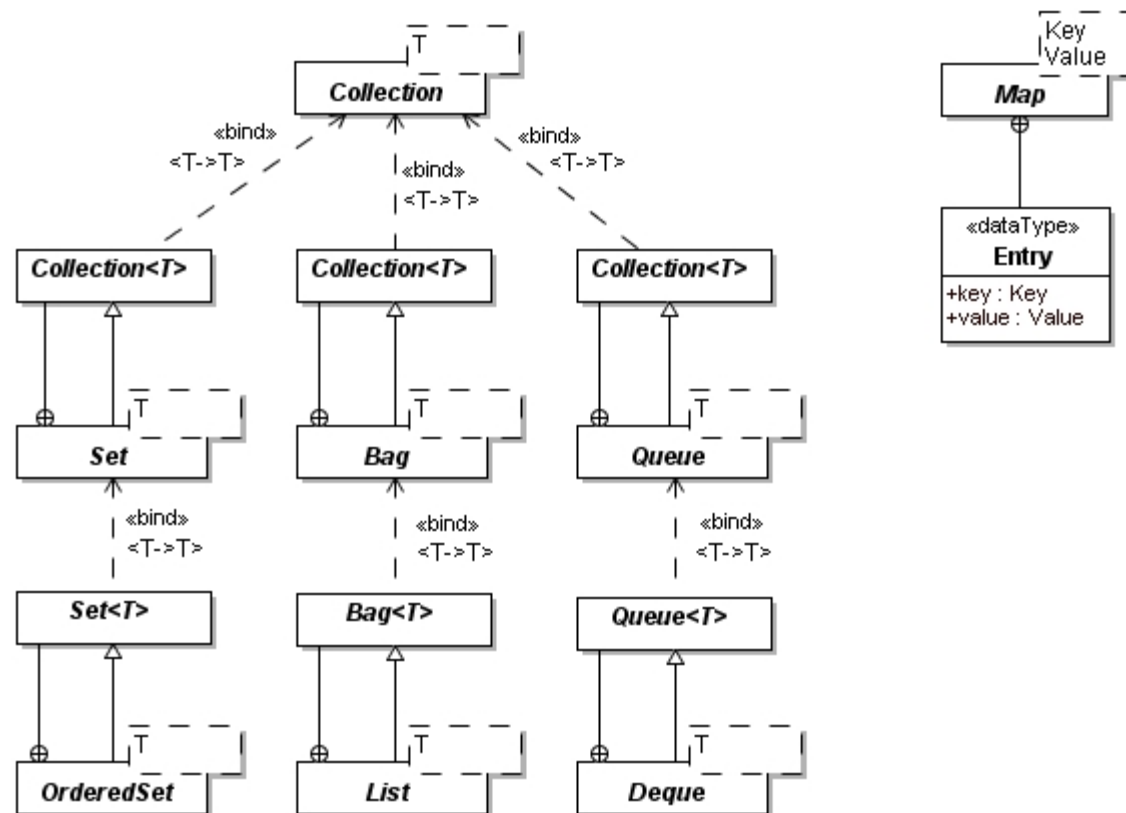 T
Collection
Key
Value
Map
«bind»
<T->T>
«bind»
<T->T>
«bind»
<T->T>
Collection<T>
Collection<T>
Collection<T>
«dataType»
Entry
+key : Key
+value : Value
T
Set
T
Bag
T
Queue
«bind»
<T->T>
«bind»
<T->T>
«bind»
<T->T>
Set<T>
Bag<T>
Queue<T>
T
OrderedSet
T
List
T
Deque